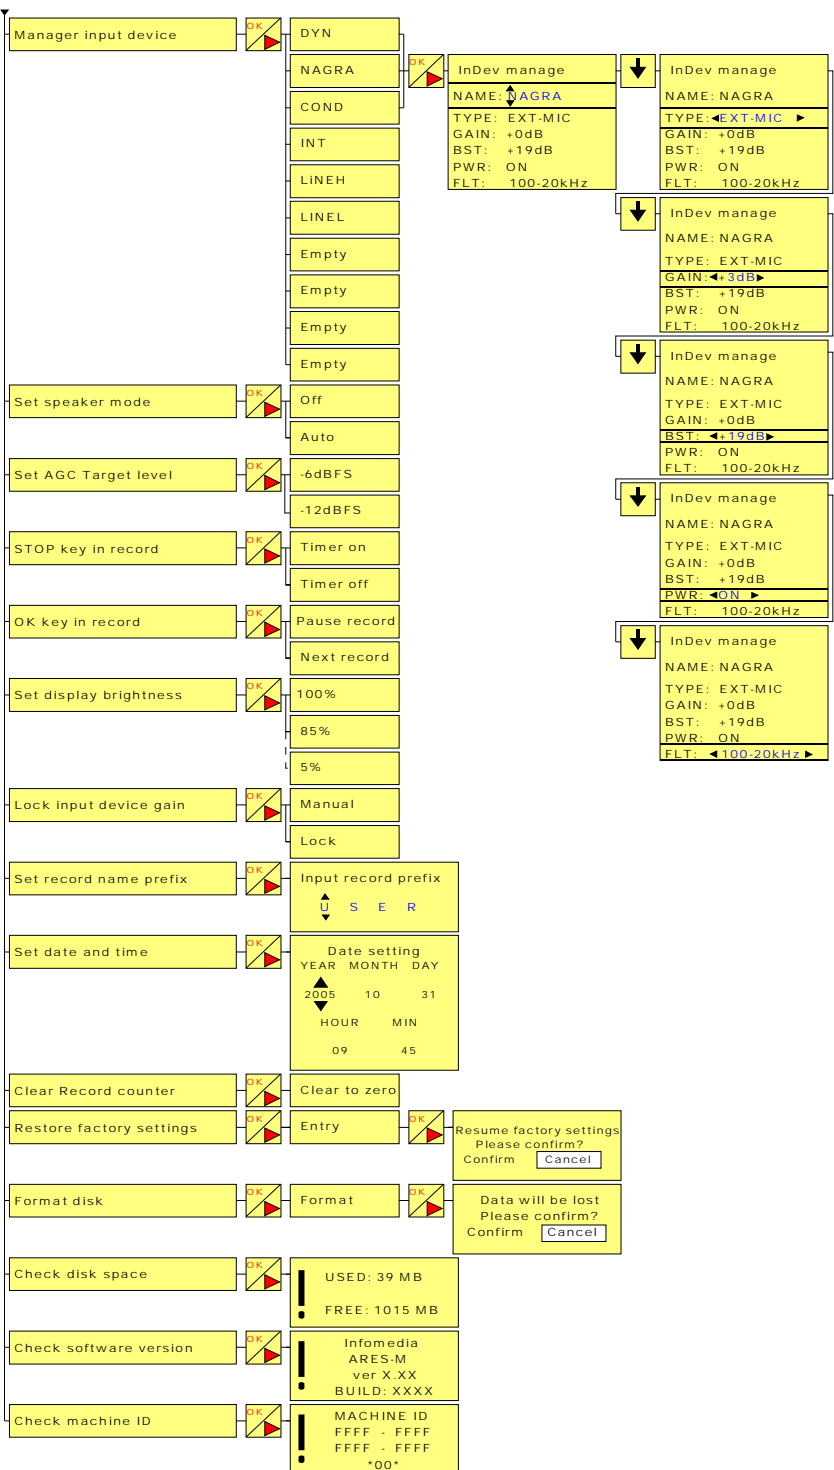 Manager input device
OK
DYN
NAGRA
COND
INT
LiNEH
LINEL
Empty
Empty
Empty
Empty
OK
InDev manage
NAME: NAGRA
TYPE: EXT-MIC
GAIN: +0dB
BST: +19dB
PWR: ON
FLT: 100-20kHz
InDev manage
NAME: NAGRA
TYPE: EXT-MIC
GAIN: +0dB
BST: +19dB
PWR: ON
FLT: 100-20kHz
InDev manage
NAME: NAGRA
TYPE: EXT-MIC
GAIN: +3dB
BST: +19dB
PWR: ON
FLT: 100-20kHz
InDev manage
NAME: NAGRA
TYPE: EXT-MIC
GAIN: +0dB
BST: +19dB
PWR: ON
FLT: 100-20kHz
InDev manage
NAME: NAGRA
TYPE: EXT-MIC
GAIN: +0dB
BST: +19dB
PWR: ON
FLT: 100-20kHz
InDev manage
NAME: NAGRA
TYPE: EXT-MIC
GAIN: +0dB
BST: +19dB
PWR: ON
FLT: 100-20kHz
Set speaker mode
OK
Off
Auto
Set AGC Target level
OK
-6dBFS
-12dBFS
STOP key in record
OK
Timer on
Timer off
OK key in record
OK
Pause record
Next record
Set display brightness
OK
100%
85%
5%
Lock input device gain
OK
Manual
Lock
Set record name prefix
OK
Input record prefix
U S E R
Set date and time
OK
Date setting
YEAR MONTH DAY
2005 10 31
HOUR MIN
09 45
Clear Record counter
OK
Clear to zero
Restore factory settings
OK
Entry
OK
Resume factory settings
Please confirm?
Confirm Cancel
Format disk
OK
Format
OK
Data will be lost
Please confirm?
Confirm Cancel
Check disk space
OK
!
USED: 39 MB
FREE: 1015 MB
Check software version
OK
!
Infomedia
ARES-M
ver X.XX
BUILD: XXXX
Check machine ID
OK
!
MACHINE ID
FFFF - FFFF
FFFF - FFFF
*00*